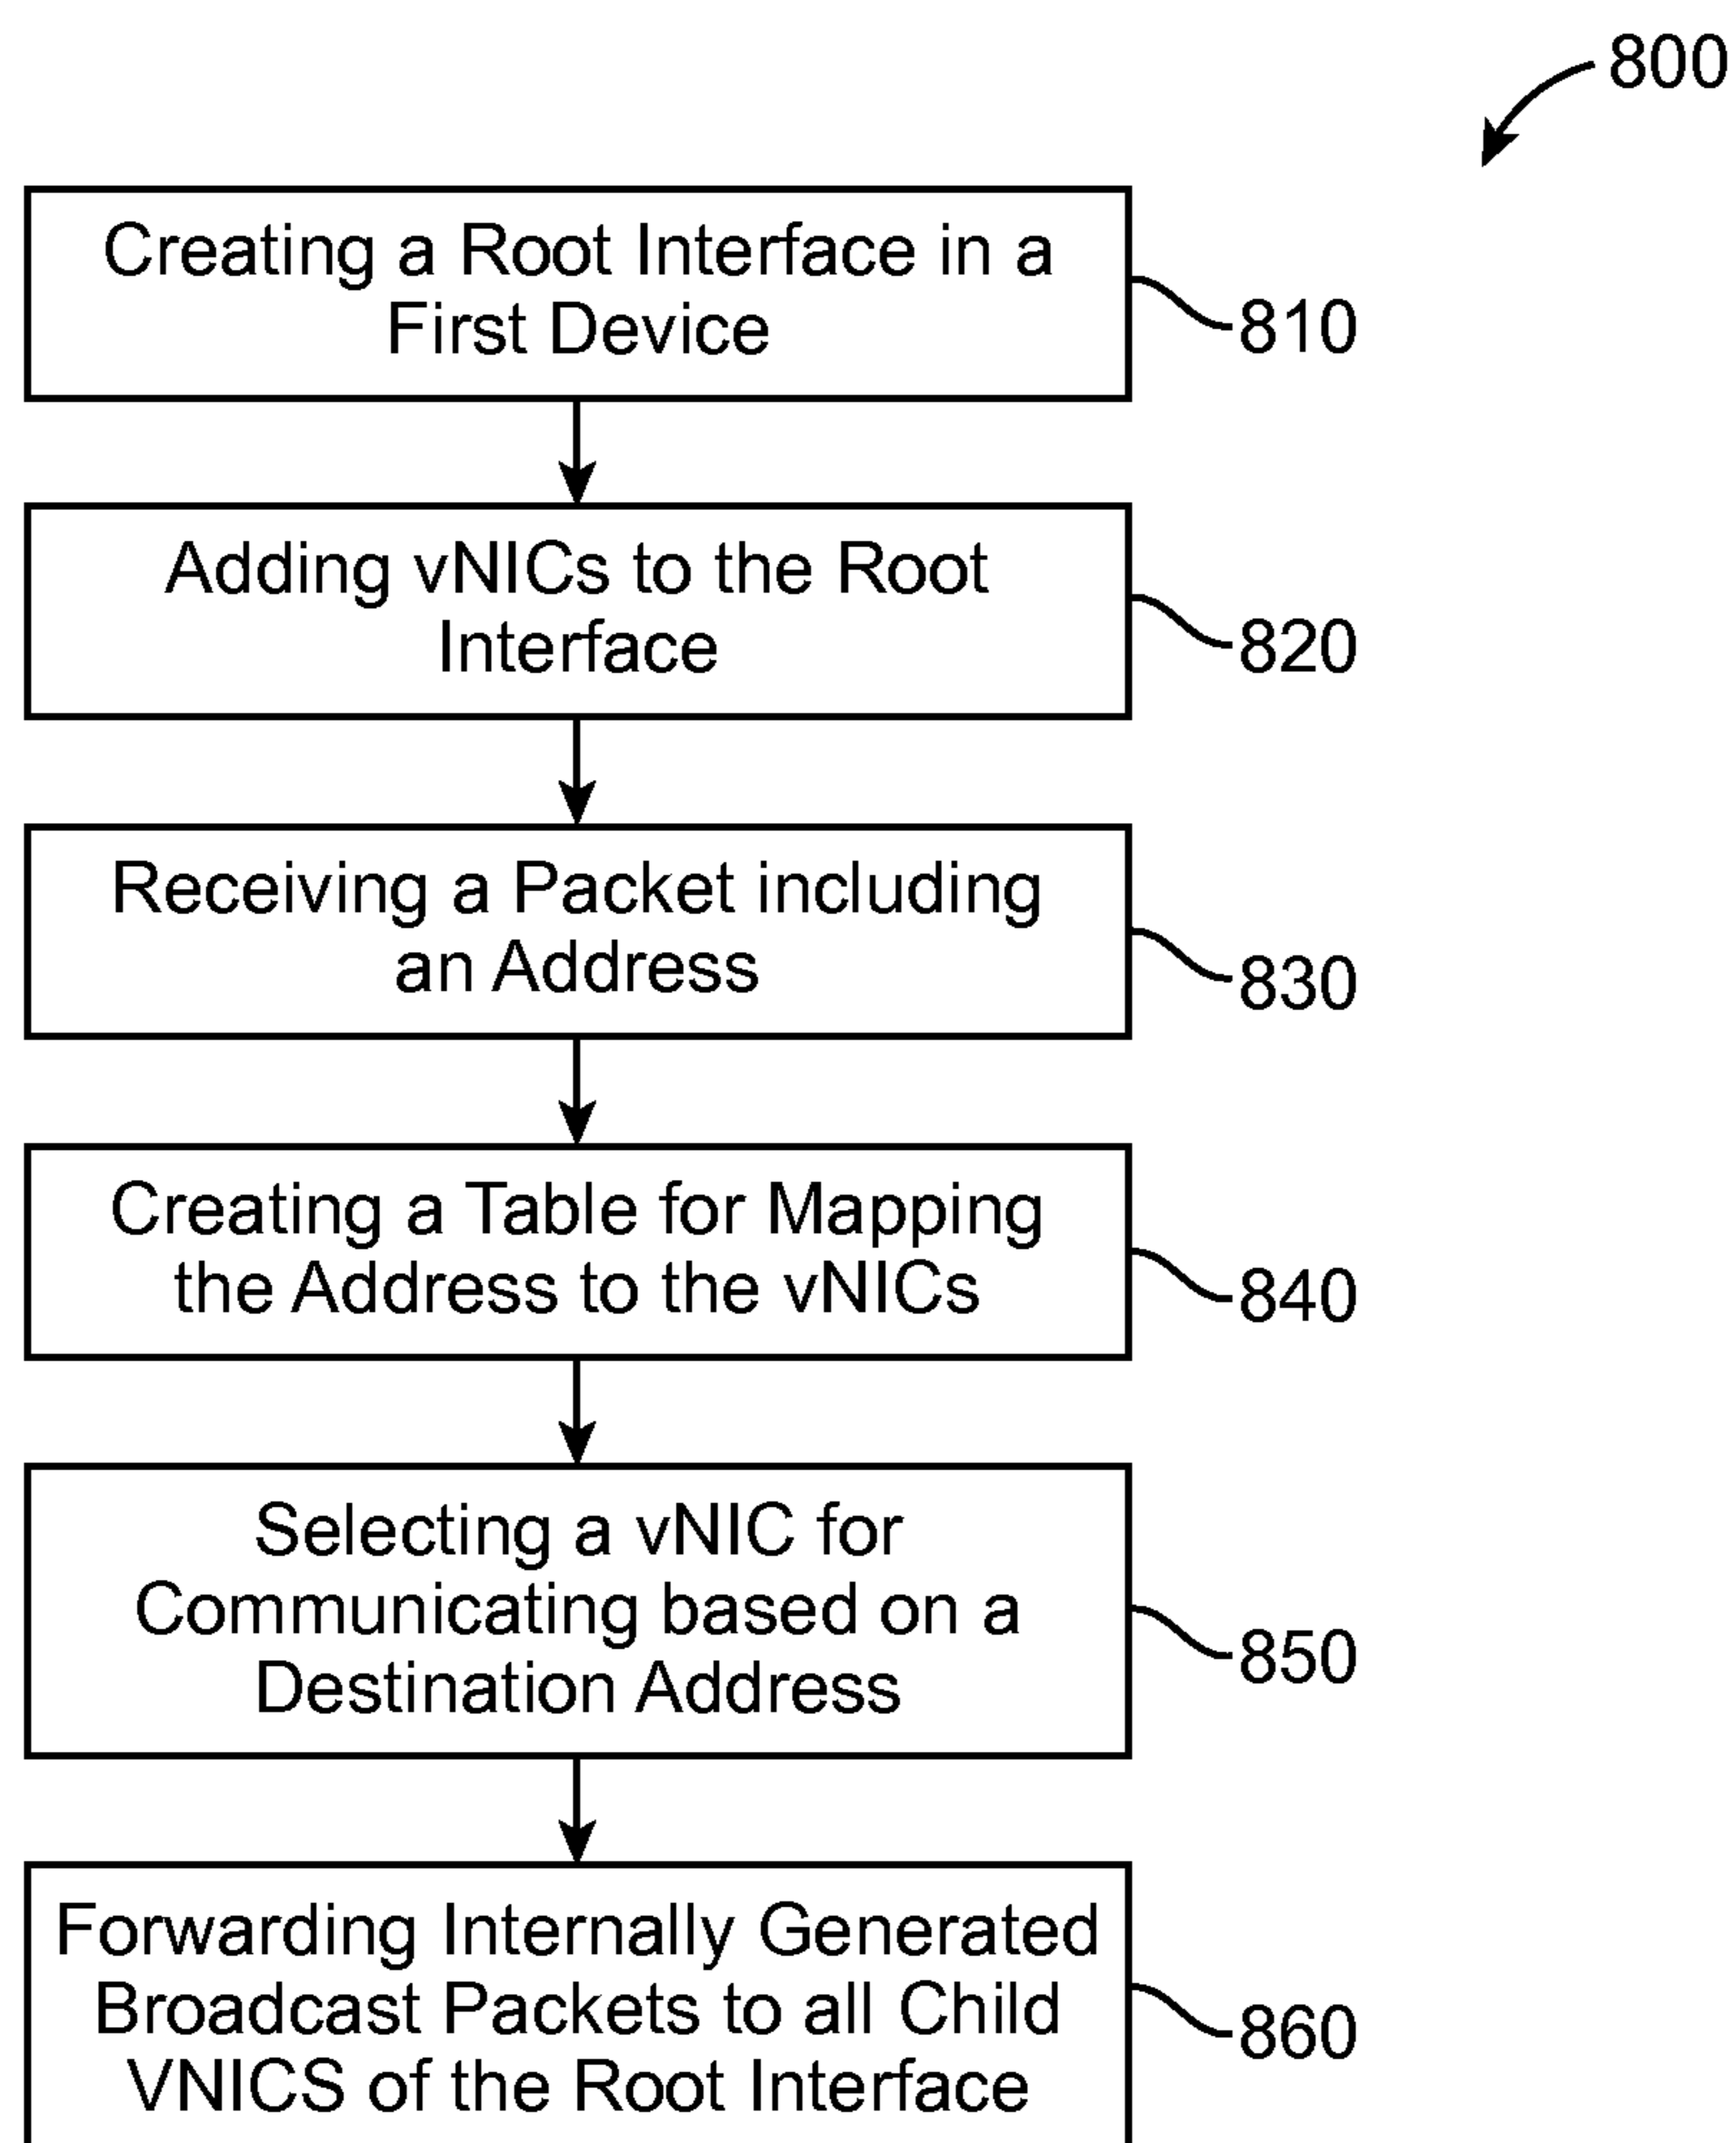 800
Creating a Root Interface in a
First Device
810
Adding vNICs to the Root
Interface
820
Receiving a Packet including
an Address
830
Creating a Table for Mapping
the Address to the vNICs
840
Selecting a vNIC for
Communicating based on a
Destination Address
850
Forwarding Internally Generated
Broadcast Packets to all Child
VNICS of the Root Interface
860